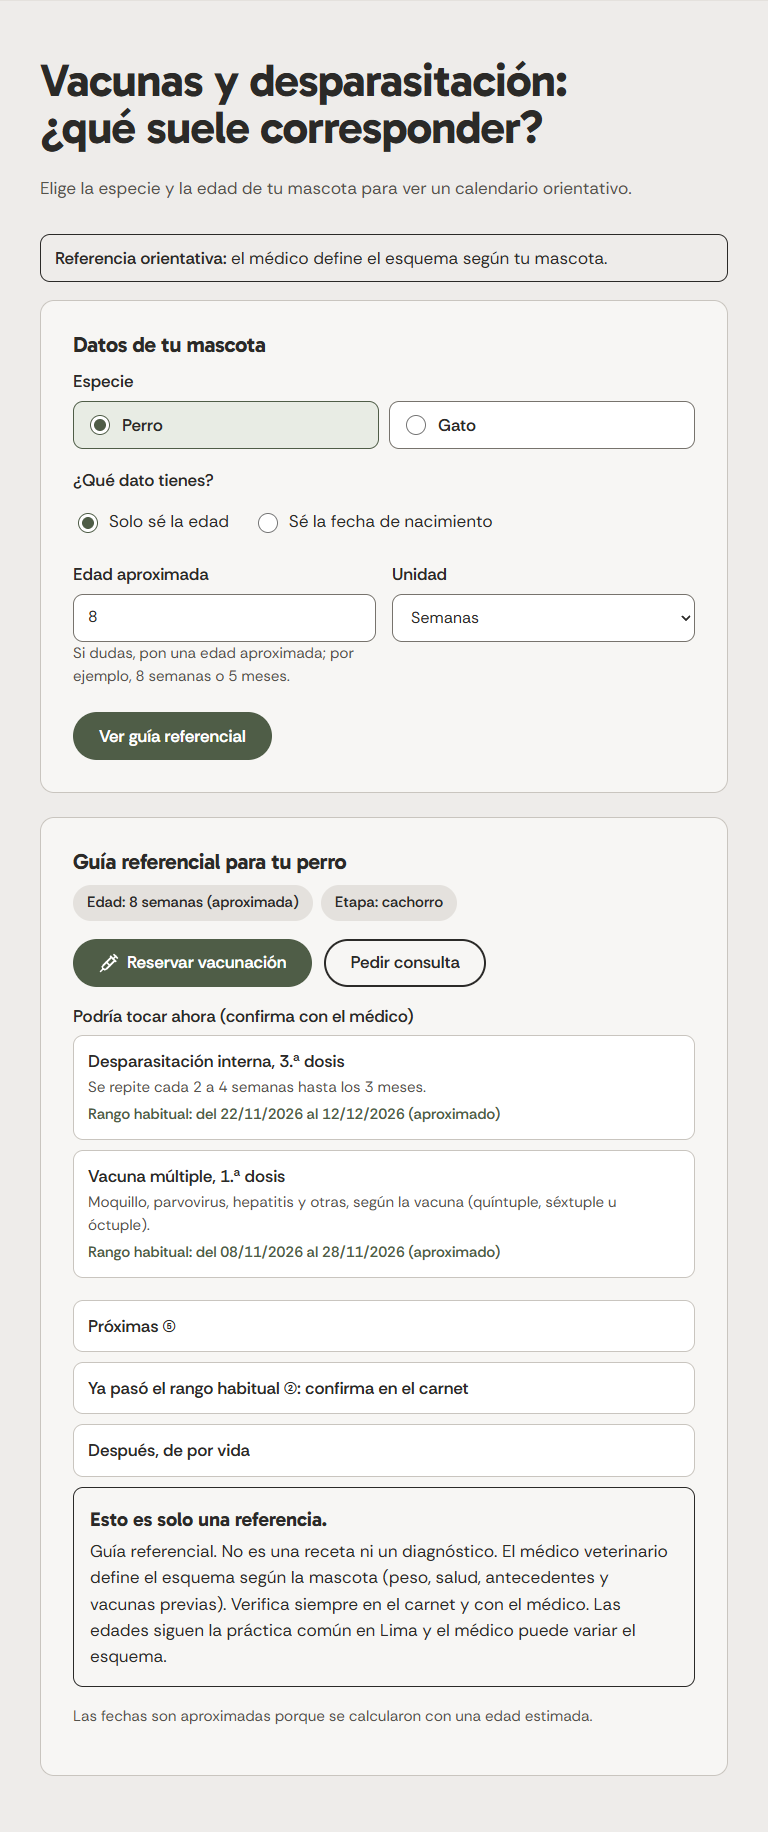 Vacunas y desparasitación:
¿qué suele corresponder?
Elige la especie y la edad de tu mascota para ver un calendario orientativo.
Referencia orientativa: el médico define el esquema según tu mascota.
Datos de tu mascota
Especie
Perro
Gato
¿Qué dato tienes?
Solo sé la edad
Sé la fecha de nacimiento
Edad aproximada
Unidad
8
Semanas
Si dudas, pon una edad aproximada; por
ejemplo, 8 semanas o 5 meses.
Ver guía referencial
Guía referencial para tu perro
Edad: 8 semanas (aproximada)
Etapa: cachorro
Reservar vacunación
Pedir consulta
Podría tocar ahora (confirma con el médico)
Desparasitación interna, 3.ª dosis
Se repite cada 2 a 4 semanas hasta los 3 meses.
Rango habitual: del 22/11/2026 al 12/12/2026 (aproximado)
Vacuna múltiple, 1.ª dosis
Moquillo, parvovirus, hepatitis y otras, según la vacuna (quíntuple, séxtuple u
óctuple).
Rango habitual: del 08/11/2026 al 28/11/2026 (aproximado)
Próximas ⑤
Ya pasó el rango habitual ②: confirma en el carnet
Después, de por vida
Esto es solo una referencia.
Guía referencial. No es una receta ni un diagnóstico. El médico veterinario
define el esquema según la mascota (peso, salud, antecedentes y
vacunas previas). Verifica siempre en el carnet y con el médico. Las
edades siguen la práctica común en Lima y el médico puede variar el
esquema.
Las fechas son aproximadas porque se calcularon con una edad estimada.